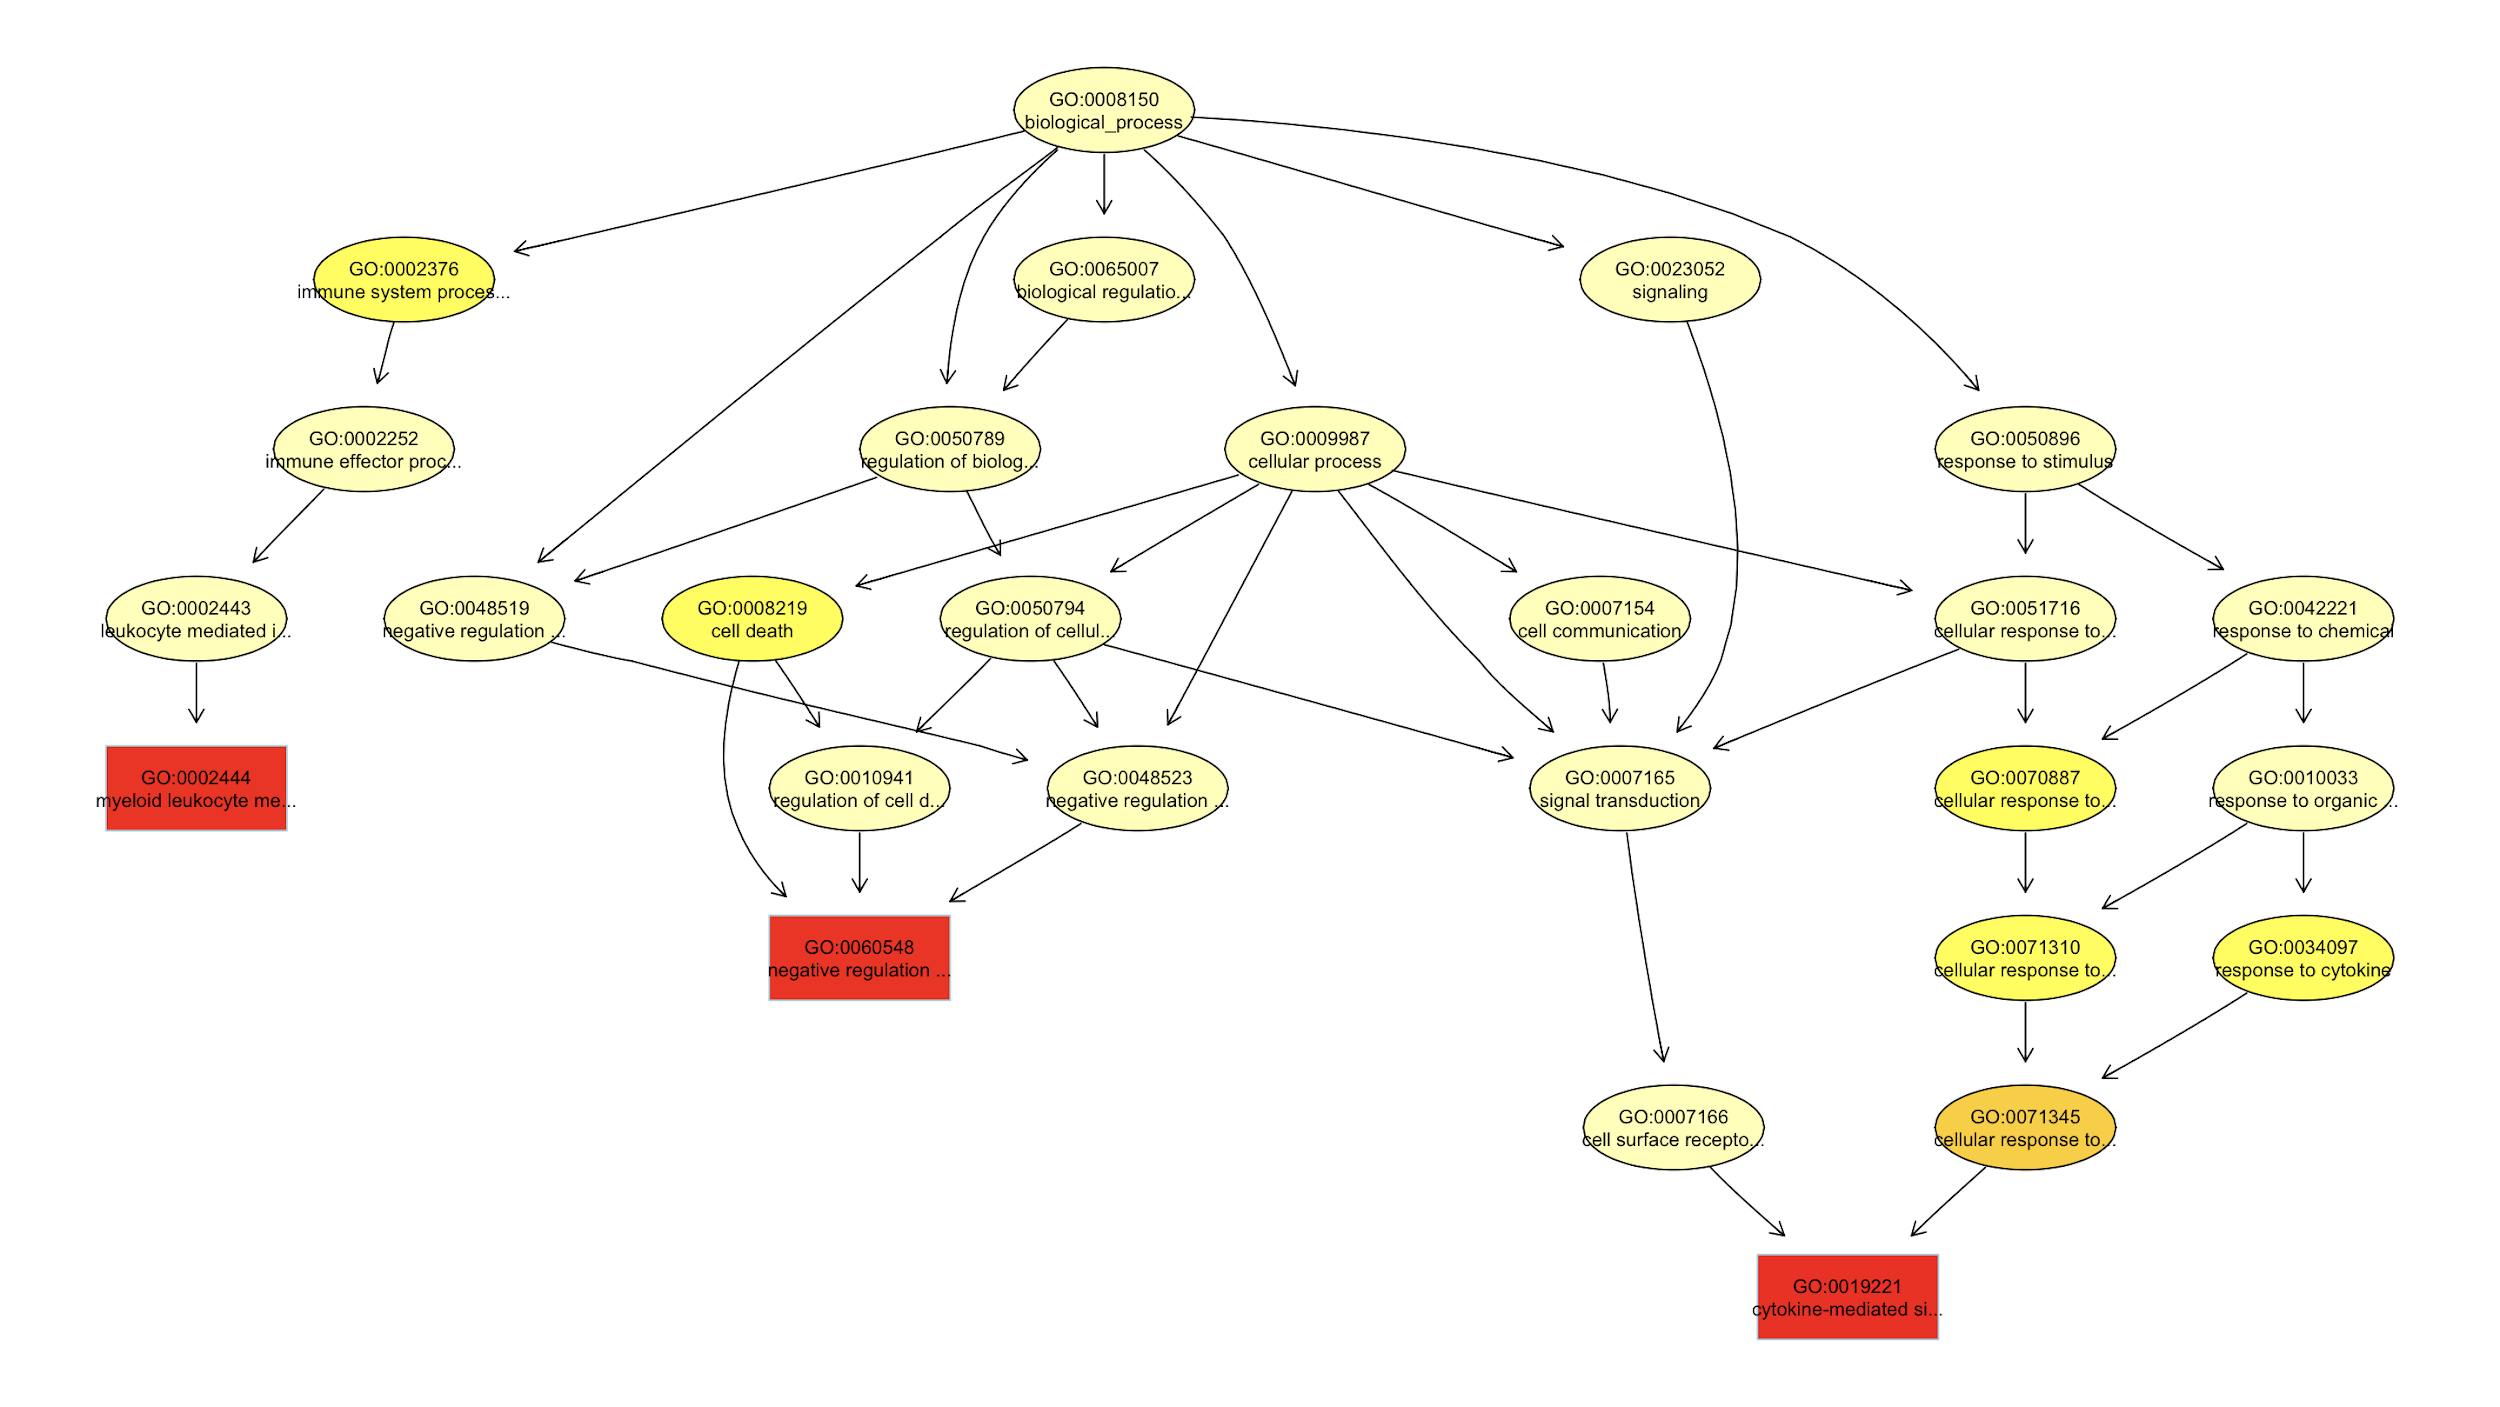 GO:0008150
biological_process
GO:0002376
immune system proces...
GO:0065007
biological regulatio...
GO:0023052
signaling
GO:0002252
immune effector proc...
GO:0050789
regulation of biolog...
GO:0009987
cellular process
GO:0050896
response to stimulus
GO:0002443
leukocyte mediated i...
GO:0048519
negative regulation ...
GO:0008219
cell death
GO:0050794
regulation of cellul...
GO:0007154
cell communication
GO:0051716
cellular response to...
GO:0042221
response to chemical
GO:0002444
myeloid leukocyte me...
GO:0010941
regulation of cell d...
GO:0048523
negative regulation ...
GO:0007165
signal transduction
GO:0070887
cellular response to...
GO:0010033
response to organic ...
GO:0060548
negative regulation ...
GO:0071310
cellular response to...
GO:0034097
response to cytokine
GO:0007166
cell surface recepto...
GO:0071345
cellular response to...
GO:0019221
cytokine-mediated si...